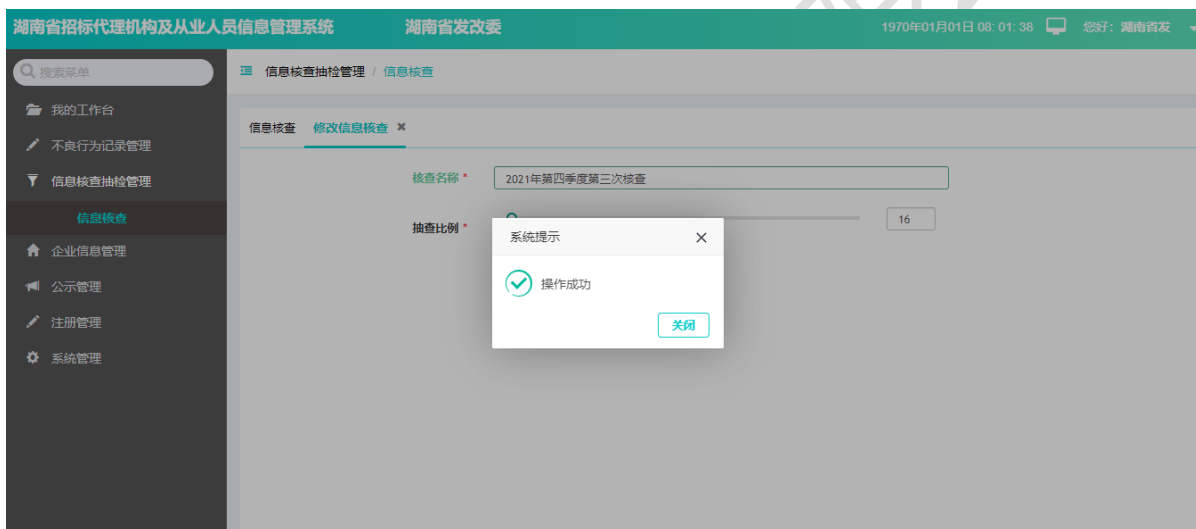 湖南省招标代理机构及从业人员信息管理系统 湖南省发改委 1970年01月01日 08: 01: 38 您好：湖南首发
搜索菜单
信息核查抽检管理 / 信息核查
我的工作台
不良行为记录管理
信息核查抽检管理
信息核查
企业信息管理
公示管理
注册管理
系统管理
信息核查 修改信息核查 ✖
核查名称 * 2021年第四季度第三次核查
抽查比例 * 16
系统提示
操作成功
关闭